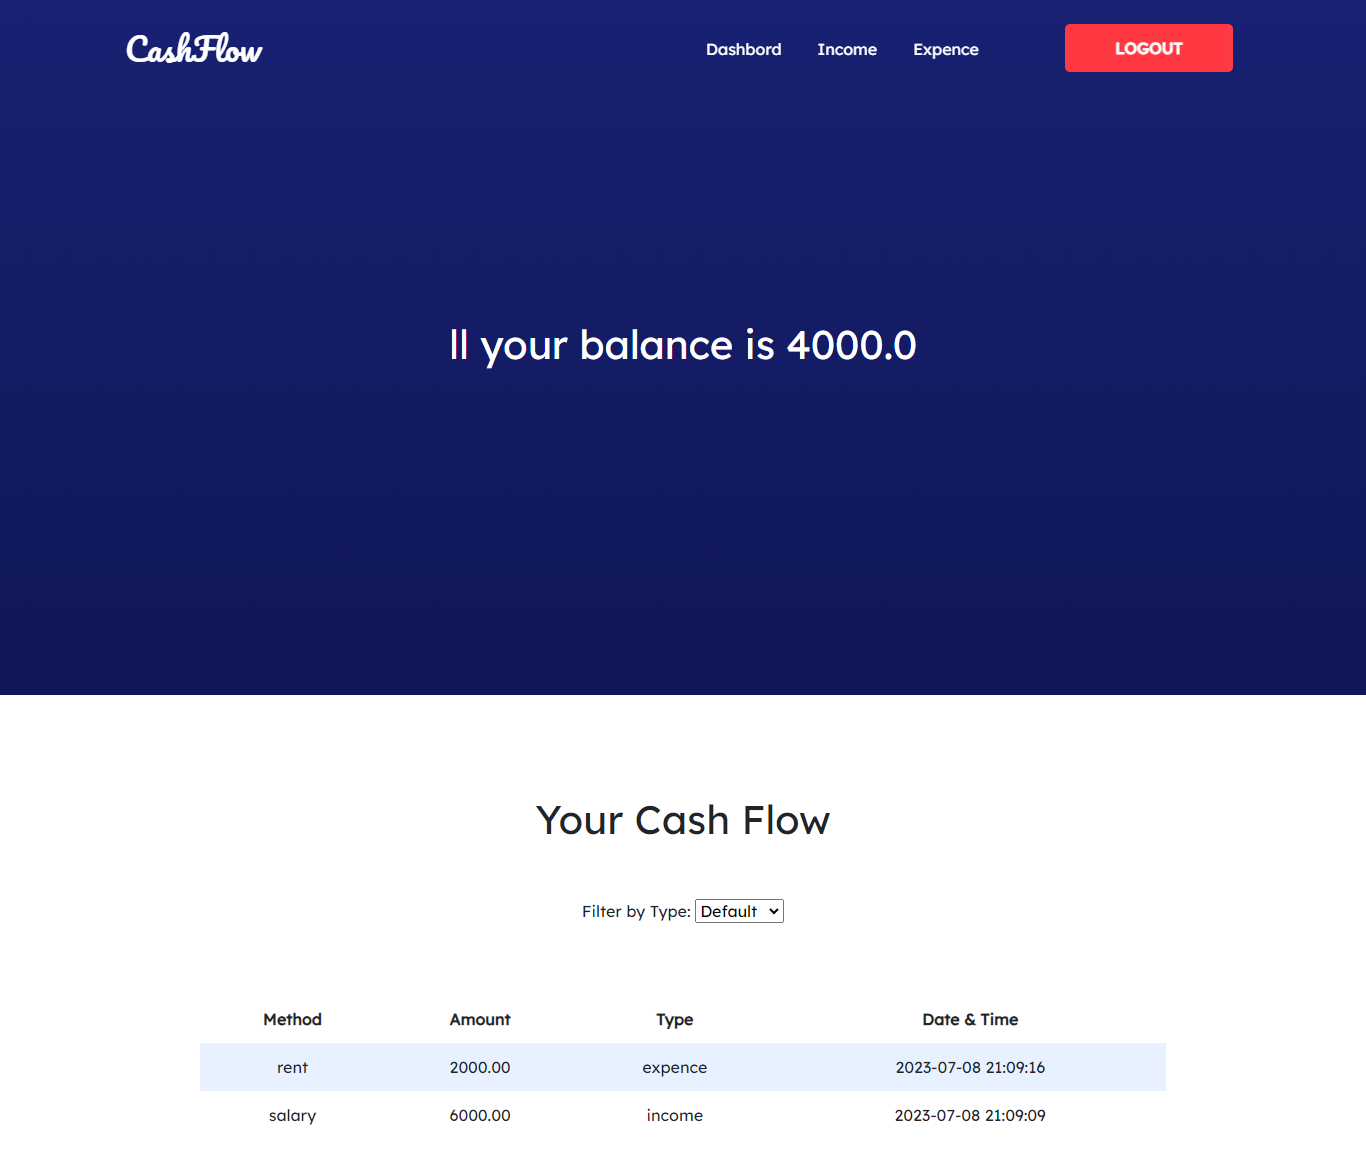 CashFlow Dashbord Income Expence LOGOUT
ll your balance is 4000.0
Your Cash Flow
Filter by Type: Default
Method Amount Type Date & Time
rent 2000.00 expence 2023-07-08 21:09:16
salary 6000.00 income 2023-07-08 21:09:09